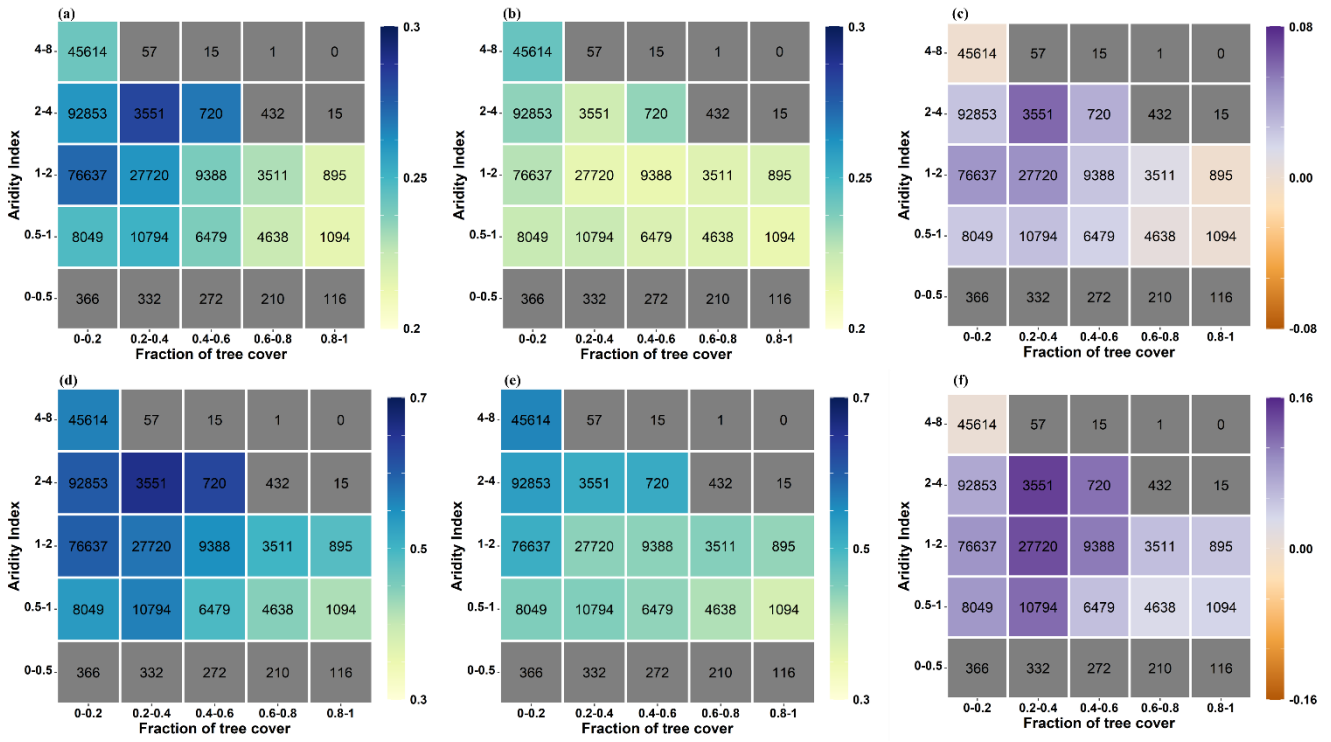 (a)
Aridity Index
4-8 45614 57 15 1 0
2-4 92853 3551 720 432 15
1-2 76637 27720 9388 3511 895
0.5-1 8049 10794 6479 4638 1094
0-0.5 366 332 272 210 116
0-0.2 0.2-0.4 0.4-0.6 0.6-0.8 0.8-1
Fraction of tree cover
0.3
0.25
0.2
(b)
Aridity Index
4-8 45614 57 15 1 0
2-4 92853 3551 720 432 15
1-2 76637 27720 9388 3511 895
0.5-1 8049 10794 6479 4638 1094
0-0.5 366 332 272 210 116
0-0.2 0.2-0.4 0.4-0.6 0.6-0.8 0.8-1
Fraction of tree cover
0.3
0.25
0.2
(c)
Aridity Index
4-8 45614 57 15 1 0
2-4 92853 3551 720 432 15
1-2 76637 27720 9388 3511 895
0.5-1 8049 10794 6479 4638 1094
0-0.5 366 332 272 210 116
0-0.2 0.2-0.4 0.4-0.6 0.6-0.8 0.8-1
Fraction of tree cover
0.08
0.00
-0.08
(d)
Aridity Index
4-8 45614 57 15 1 0
2-4 92853 3551 720 432 15
1-2 76637 27720 9388 3511 895
0.5-1 8049 10794 6479 4638 1094
0-0.5 366 332 272 210 116
0-0.2 0.2-0.4 0.4-0.6 0.6-0.8 0.8-1
Fraction of tree cover
0.7
0.5
0.3
(e)
Aridity Index
4-8 45614 57 15 1 0
2-4 92853 3551 720 432 15
1-2 76637 27720 9388 3511 895
0.5-1 8049 10794 6479 4638 1094
0-0.5 366 332 272 210 116
0-0.2 0.2-0.4 0.4-0.6 0.6-0.8 0.8-1
Fraction of tree cover
0.7
0.5
0.3
(f)
Aridity Index
4-8 45614 57 15 1 0
2-4 92853 3551 720 432 15
1-2 76637 27720 9388 3511 895
0.5-1 8049 10794 6479 4638 1094
0-0.5 366 332 272 210 116
0-0.2 0.2-0.4 0.4-0.6 0.6-0.8 0.8-1
Fraction of tree cover
0.16
0.00
-0.16